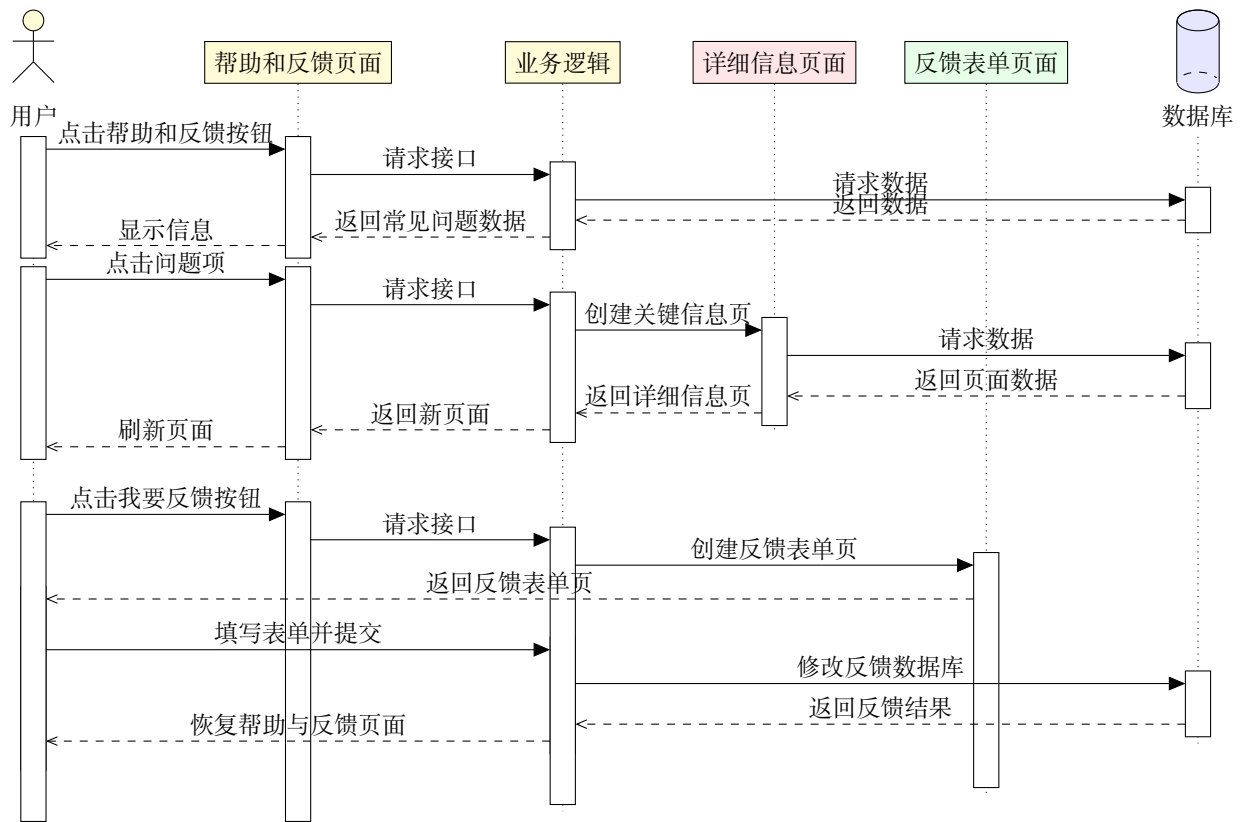 帮助和反馈页面
业务逻辑
详细信息页面
反馈表单页面
用户
数据库
点击帮助和反馈按钮
请求接口
请求数据
返回数据
返回常见问题数据
显示信息
点击问题项
请求接口
创建关键信息页
请求数据
返回页面数据
返回详细信息页
返回新页面
刷新页面
点击我要反馈按钮
请求接口
创建反馈表单页
返回反馈表单页
填写表单并提交
修改反馈数据库
返回反馈结果
恢复帮助与反馈页面